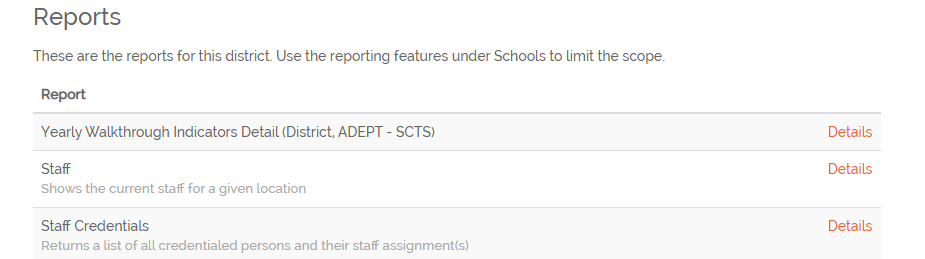 Reports
These are the reports for this district. Use the reporting features under Schools to limit the scope.
Report
Yearly Walkthrough Indicators Detail (District, ADEPT - SCTS) Details
Staff Details
Shows the current staff for a given location
Staff Credentials Details
Returns a list of all credentialed persons and their staff assignment(s)